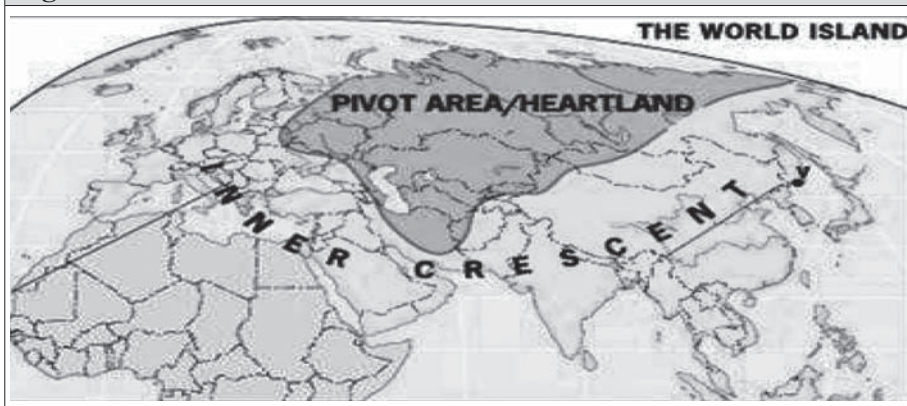 THE WORLD ISLAND
PIVOT AREA/HEARTLAND
INNER CRESCENT